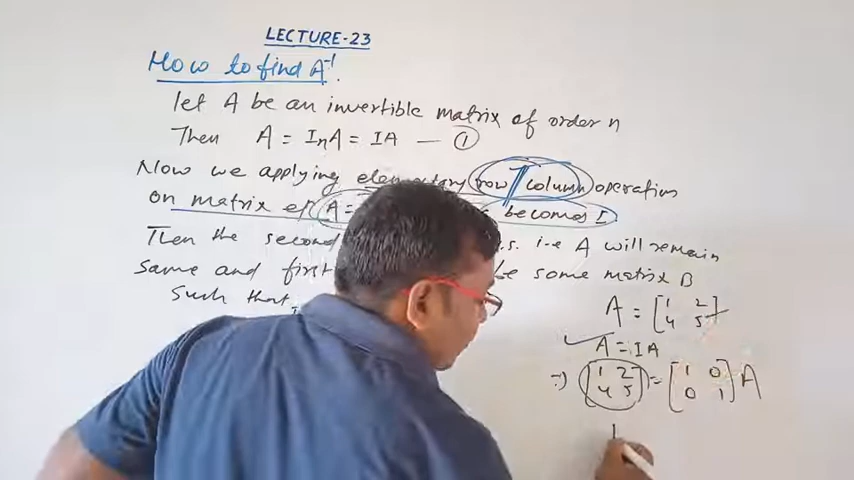 LECTURE-23
How to find A⁻¹.
let A be an invertible matrix of order n
Then A = InA = IA — ①
Now we applying elementary row / column operation
on matrix eq A = becomes I
Then the second s. i.e A will remain
Same and first be some matrix B
Such that
A = [1 2
4 5]
✓ A = IA
⇒ [1 2 = [1 0 A
4 5] 0 1]
1